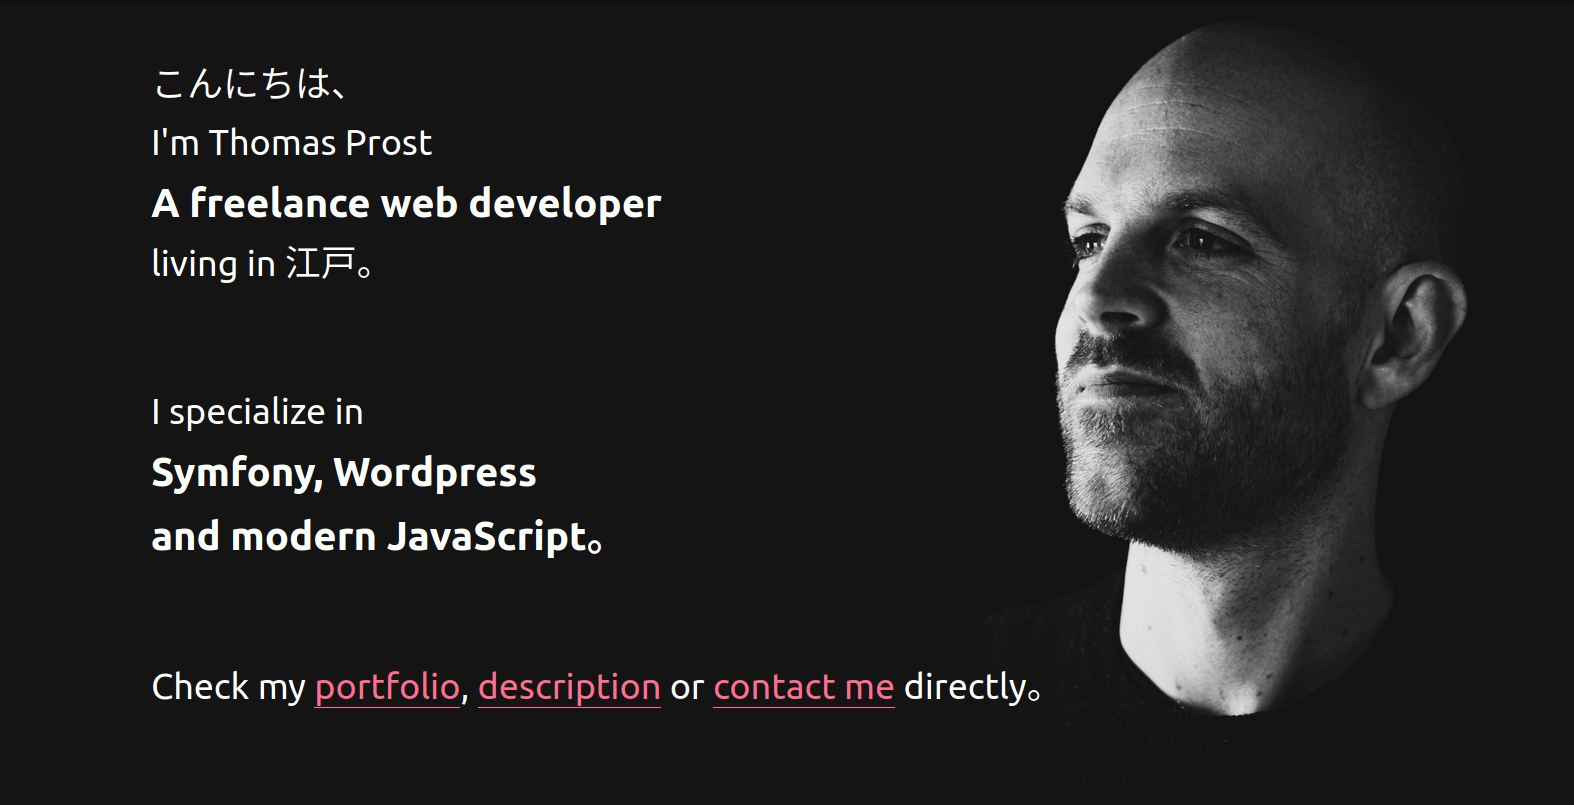 こんにちは、
I'm Thomas Prost
A freelance web developer
living in 江戸。
I specialize in
Symfony, Wordpress
and modern JavaScript。
Check my portfolio, description or contact me directly。